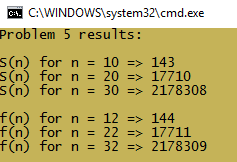 C:\WINDOWS\system32\cmd.exe
Problem 5 results:
S(n) for n = 10 => 143
S(n) for n = 20 => 17710
S(n) for n = 30 => 2178308
f(n) for n = 12 => 144
f(n) for n = 22 => 17711
f(n) for n = 32 => 2178309